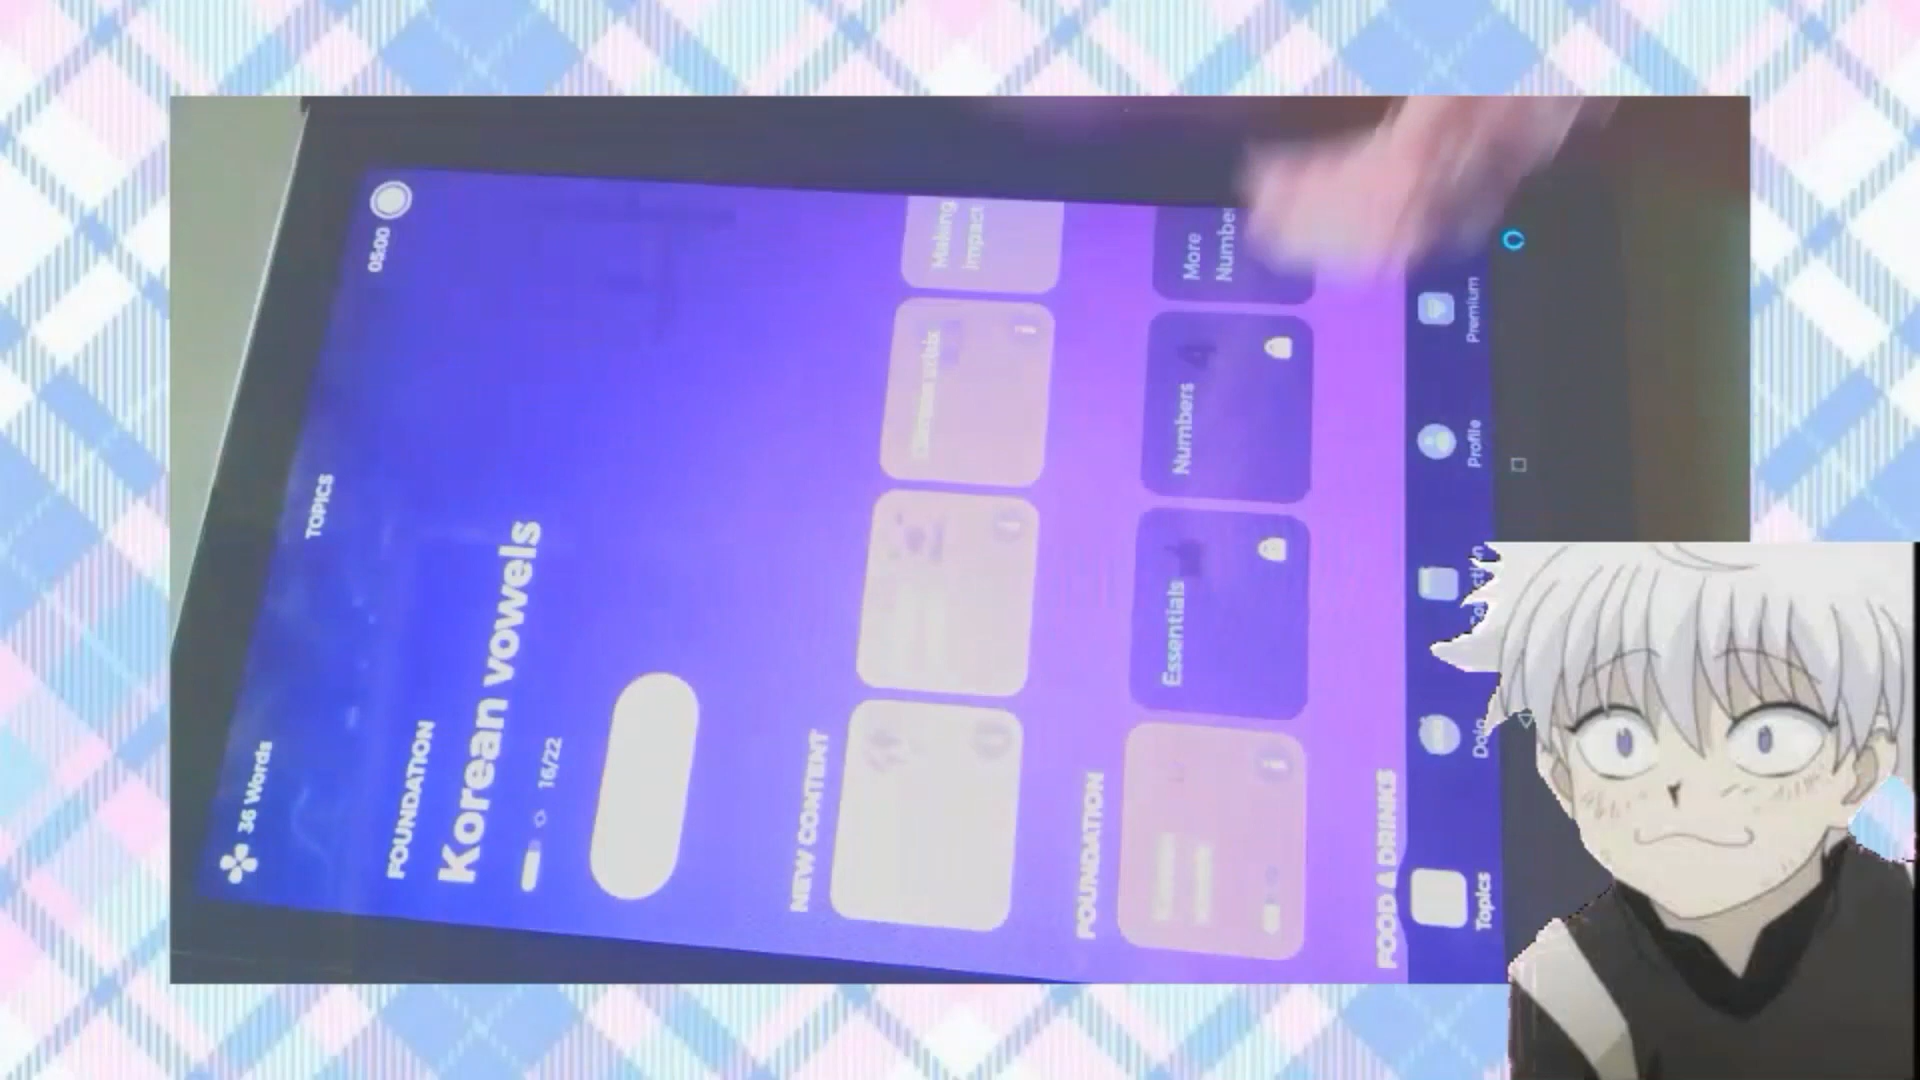 36 Words
TOPICS
05:00
FOUNDATION
Korean vowels
16/22
NEW CONTENT
Making
Impact
FOUNDATION
Essentials
Numbers
More
Numbe
FOOD & DRINKS
Topics
Profile
Premium